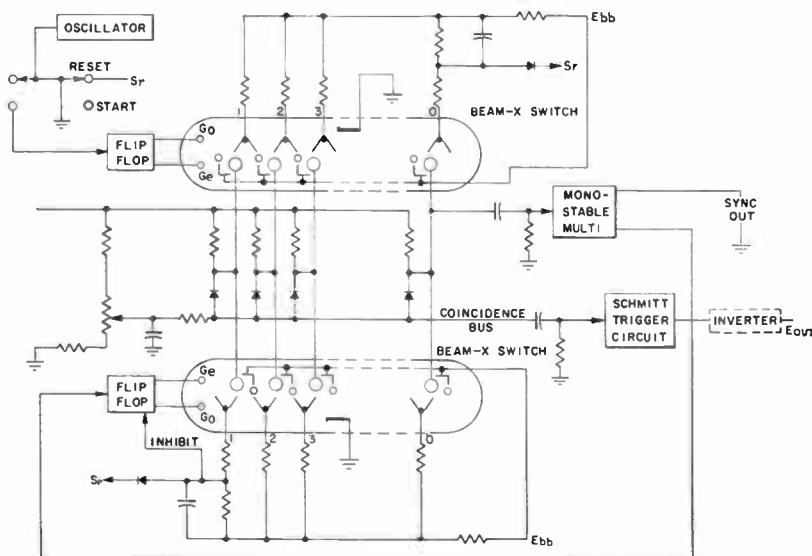 OSCILLATOR
Ebb
RESET
Sr
Sr
START
1 2 3 0
BEAM-X SWITCH
FLIP FLOP
Go
Ge
MONO-
STABLE
MULTI
SYNC
OUT
COINCIDENCE
BUS
SCHMITT
TRIGGER
CIRCUIT
INVERTER
EOUT
BEAM-X SWITCH
FLIP
FLOP
Ge
Go
INHIBIT
1 2 3 0
Sr
Ebb